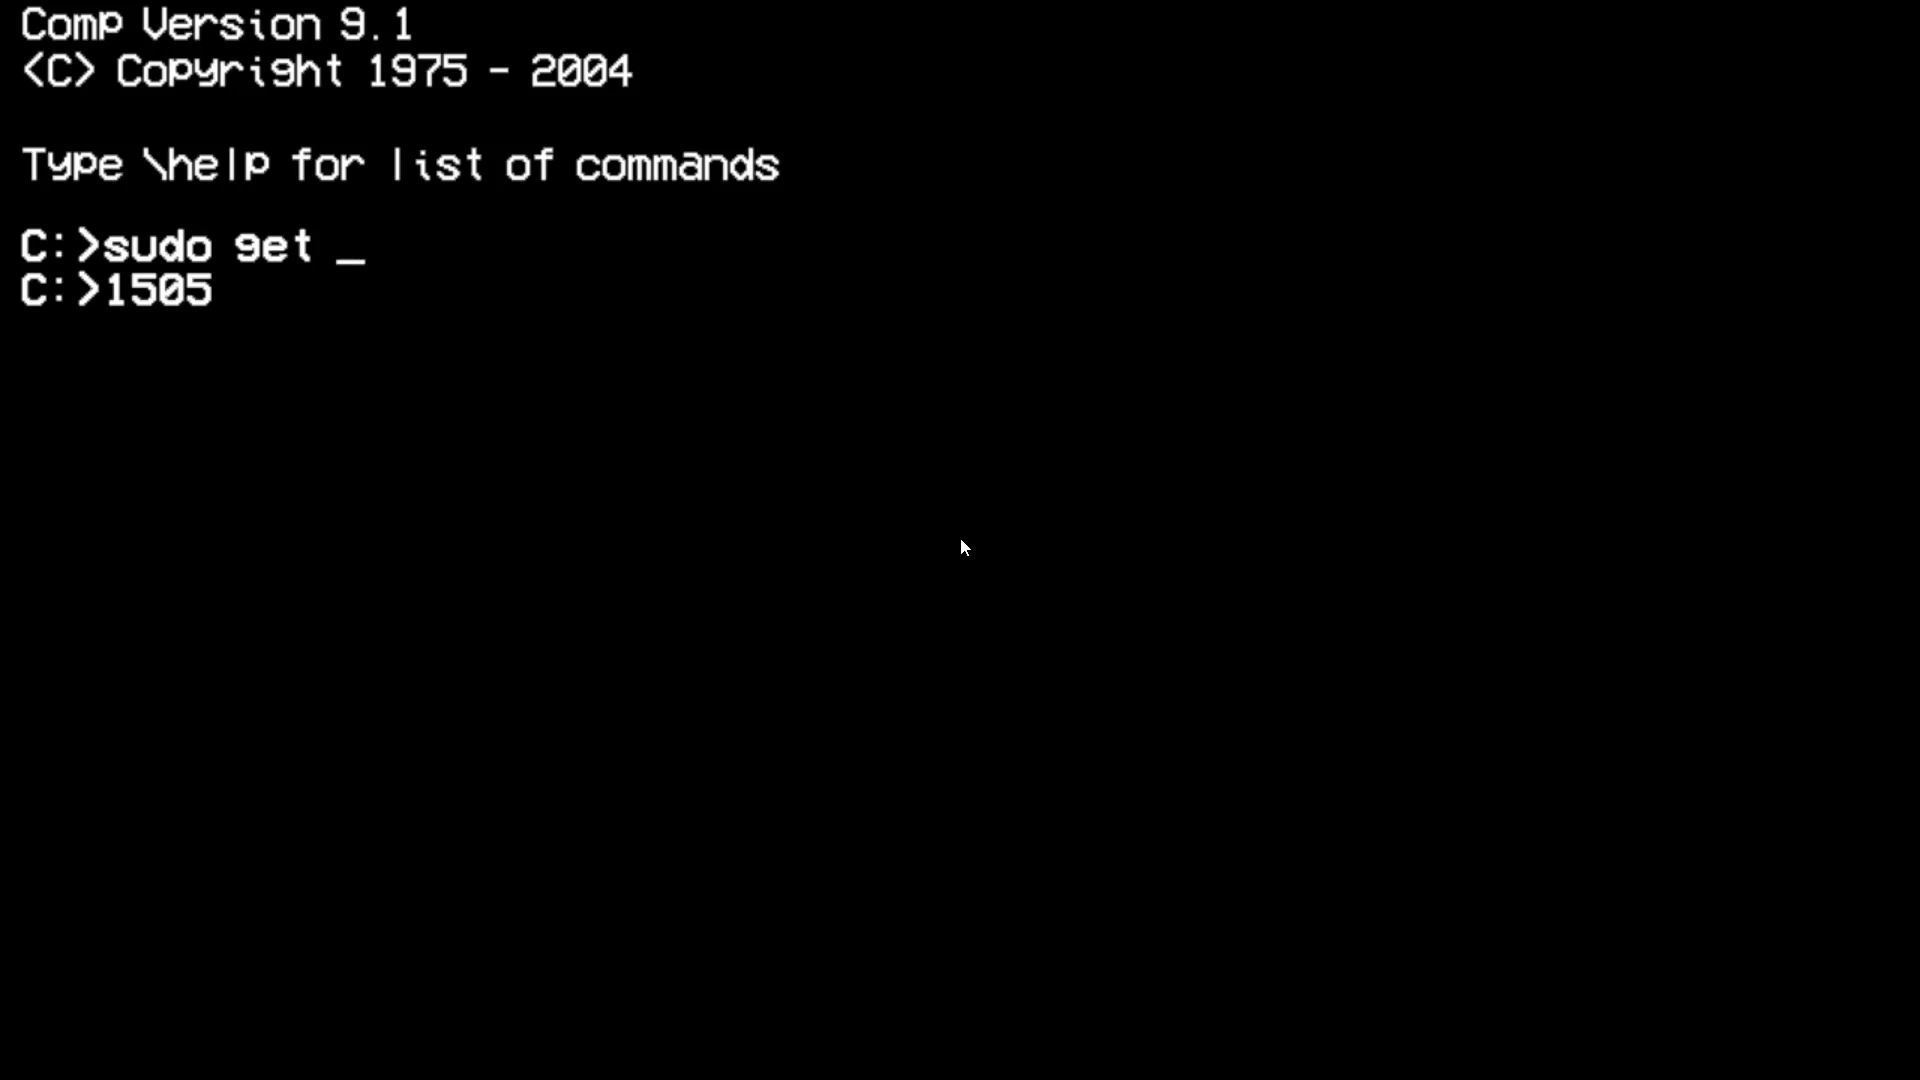 Comp Version 9.1
<C> Copyright 1975 - 2004
Type \help for list of commands
C:>sudo get _
C:>1505